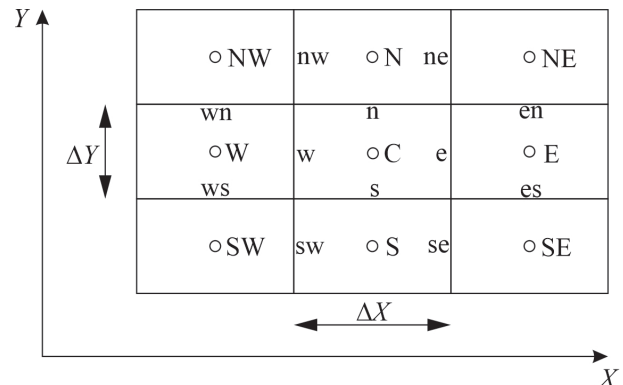 Y
NW nw N ne NE
wn n en
ΔY W w C e E
ws s es
SW sw S se SE
ΔX
X